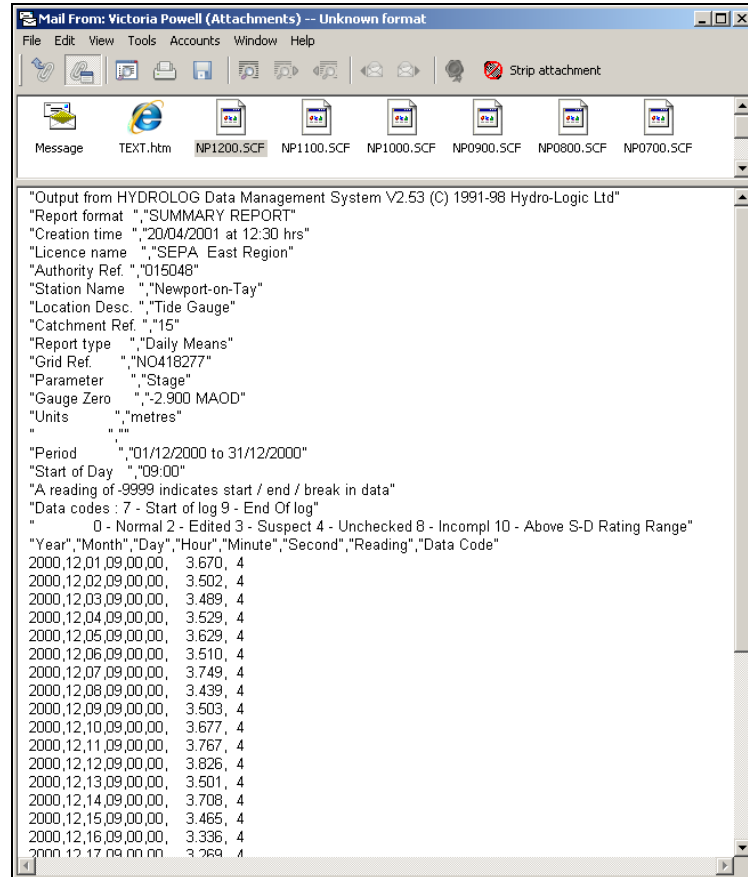 Mail From: Victoria Powell (Attachments) -- Unknown format
File Edit View Tools Accounts Window Help
Strip attachment
Message TEXT.htm NP1200.SCF NP1100.SCF NP1000.SCF NP0900.SCF NP0800.SCF NP0700.SCF
"Output from HYDROLOG Data Management System V2.53 (C) 1991-98 Hydro-Logic Ltd"
"Report format ","SUMMARY REPORT"
"Creation time ","20/04/2001 at 12:30 hrs"
"Licence name ","SEPA East Region"
"Authority Ref. ","015048"
"Station Name ","Newport-on-Tay"
"Location Desc. ","Tide Gauge"
"Catchment Ref. ","15"
"Report type ","Daily Means"
"Grid Ref. ","NO418277"
"Parameter ","Stage"
"Gauge Zero ","-2.900 MAOD"
"Units ","metres"
" ",""
"Period ","01/12/2000 to 31/12/2000"
"Start of Day ","09:00"
"A reading of -9999 indicates start / end / break in data"
"Data codes : 7 - Start of log 9 - End Of log"
" 0 - Normal 2 - Edited 3 - Suspect 4 - Unchecked 8 - Incompl 10 - Above S-D Rating Range"
"Year","Month","Day","Hour","Minute","Second","Reading","Data Code"
2000,12,01,09,00,00, 3.670, 4
2000,12,02,09,00,00, 3.502, 4
2000,12,03,09,00,00, 3.489, 4
2000,12,04,09,00,00, 3.529, 4
2000,12,05,09,00,00, 3.629, 4
2000,12,06,09,00,00, 3.510, 4
2000,12,07,09,00,00, 3.749, 4
2000,12,08,09,00,00, 3.439, 4
2000,12,09,09,00,00, 3.503, 4
2000,12,10,09,00,00, 3.677, 4
2000,12,11,09,00,00, 3.767, 4
2000,12,12,09,00,00, 3.826, 4
2000,12,13,09,00,00, 3.501, 4
2000,12,14,09,00,00, 3.708, 4
2000,12,15,09,00,00, 3.465, 4
2000,12,16,09,00,00, 3.336, 4
2000,12,17,09,00,00, 3.269, 4